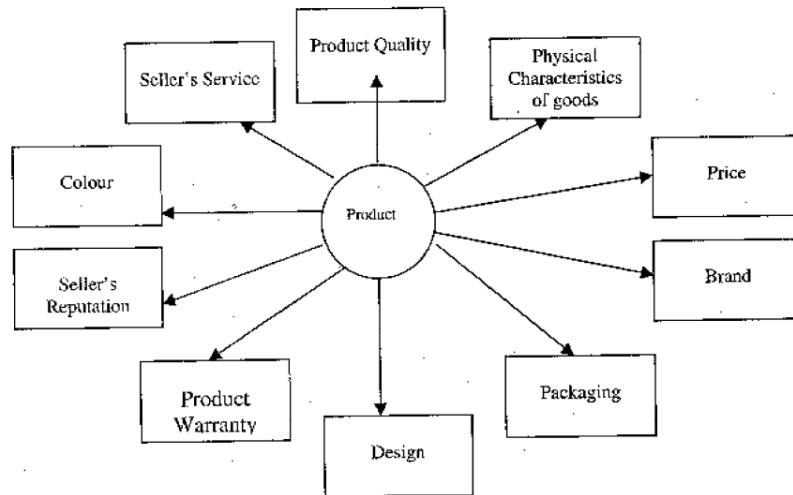 Product Quality
Physical
Characteristics
of goods
Seller's Service
Price
Colour
Product
Brand
Seller's
Reputation
Packaging
Product
Warranty
Design